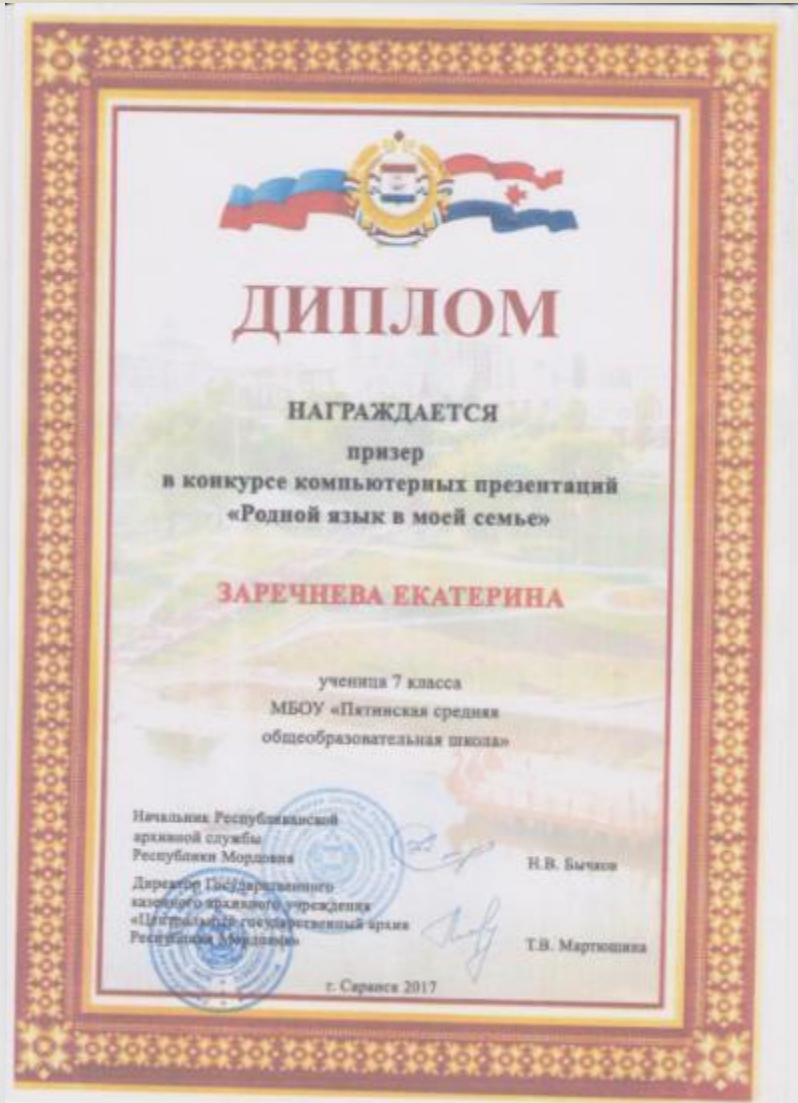 ДИПЛОМ
НАГРАЖДАЕТСЯ
призер
в конкурсе компьютерных презентаций
«Родной язык в моей семье»
ЗАРЕЧНЕВА ЕКАТЕРИНА
ученица 7 класса
МБОУ «Пятинская средняя
общеобразовательная школа»
Начальник Республиканской
архивной службы
Республики Мордовия
Н.В. Бычков
Директор Государственного
казенного архивного учреждения
«Центральный государственный архив
Республики Мордовия»
Т.В. Мартюшина
г. Саранск 2017